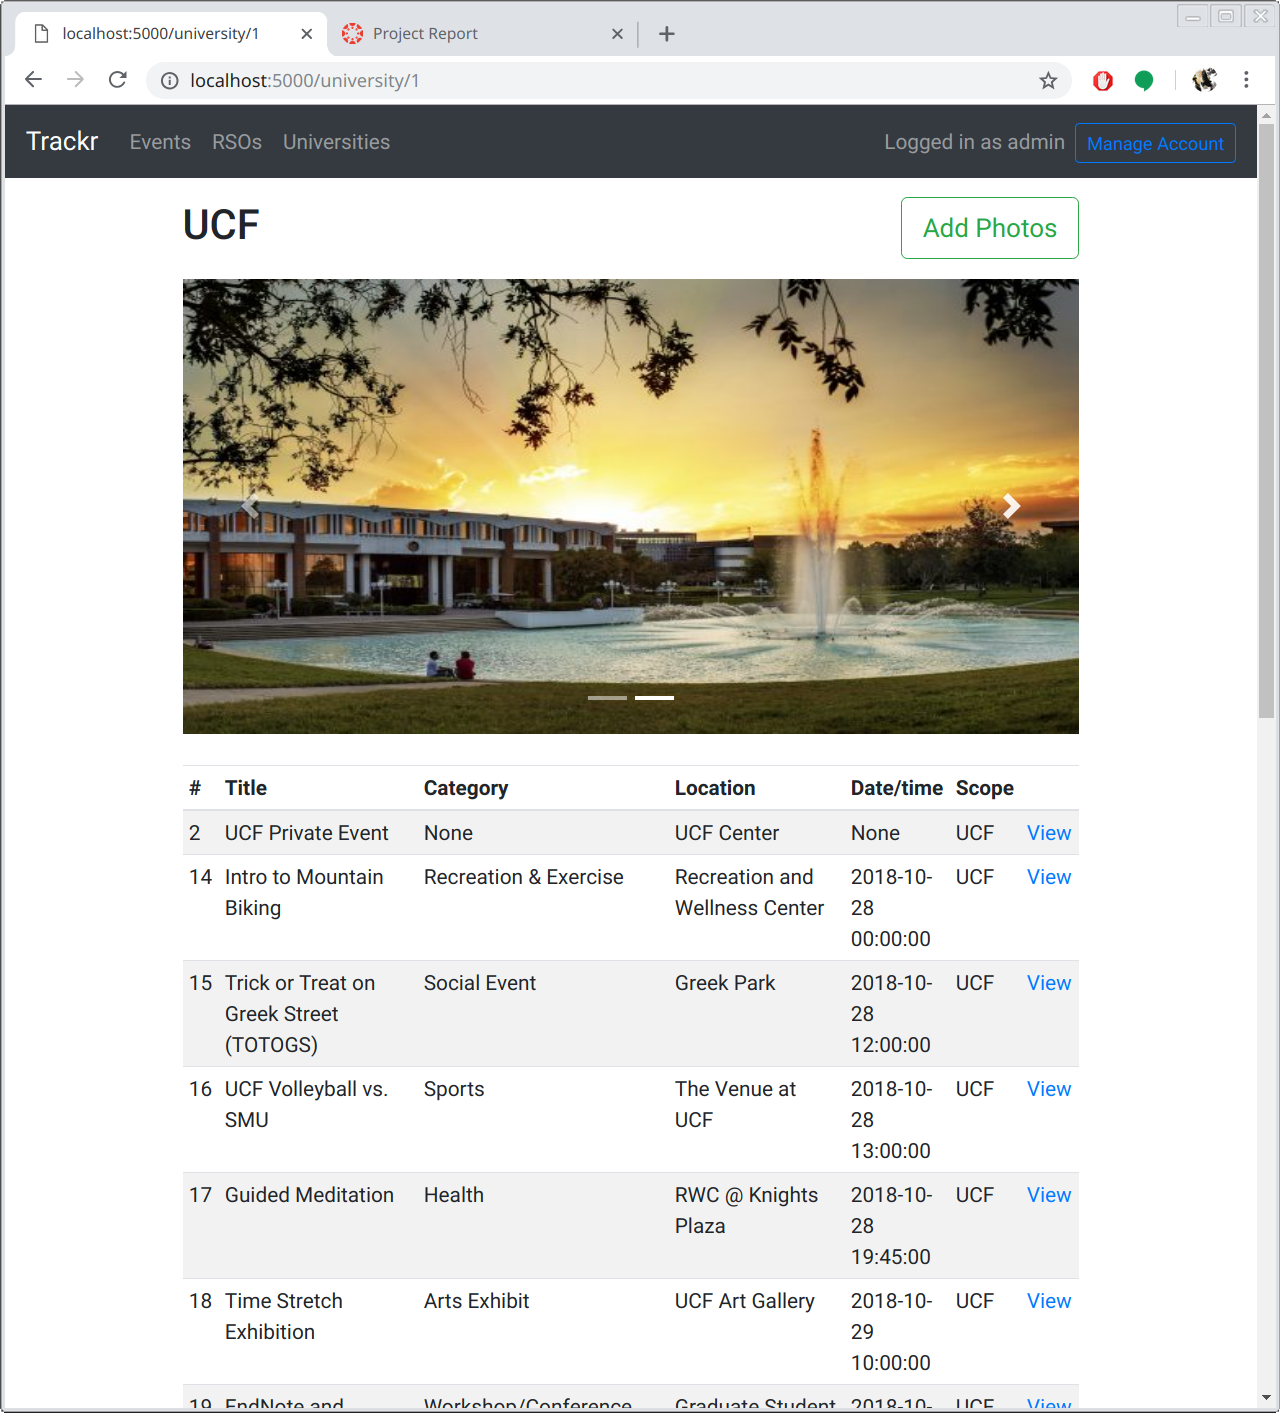 localhost:5000/university/1
Project Report
localhost:5000/university/1
Trackr Events RSOs Universities Logged in as admin Manage Account
UCF Add Photos
# Title Category Location Date/time Scope
2 UCF Private Event None UCF Center None UCF View
14 Intro to Mountain Recreation & Exercise Recreation and 2018-10- UCF View
Biking Wellness Center 28
00:00:00
15 Trick or Treat on Social Event Greek Park 2018-10- UCF View
Greek Street 28
(TOTOGS) 12:00:00
16 UCF Volleyball vs. Sports The Venue at 2018-10- UCF View
SMU UCF 28
13:00:00
17 Guided Meditation Health RWC @ Knights 2018-10- UCF View
Plaza 28
19:45:00
18 Time Stretch Arts Exhibit UCF Art Gallery 2018-10- UCF View
Exhibition 29
10:00:00
19 EndNote and Workshop/Conference Graduate Student 2018-10- UCF View